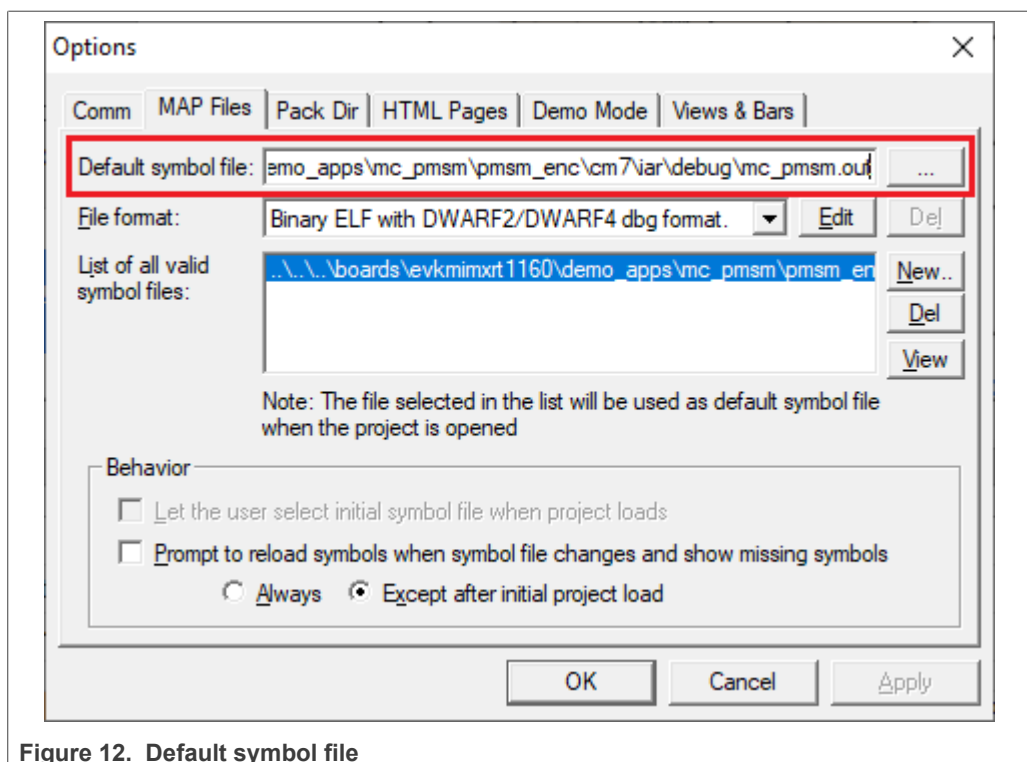 Options
Comm MAP Files Pack Dir HTML Pages Demo Mode Views & Bars
Default symbol file: emo_apps\mc_pmsm\pmsm_enc\cm7\iar\debug\mc_pmsm.out ...
File format: Binary ELF with DWARF2/DWARF4 dbg format. Edit Del
List of all valid
symbol files:
..\..\..\boards\evkmimxrt1160\demo_apps\mc_pmsm\pmsm_en New..
Del
View
Note: The file selected in the list will be used as default symbol file
when the project is opened
Behavior
Let the user select initial symbol file when project loads
Prompt to reload symbols when symbol file changes and show missing symbols
Always Except after initial project load
OK Cancel Apply
Figure 12. Default symbol file